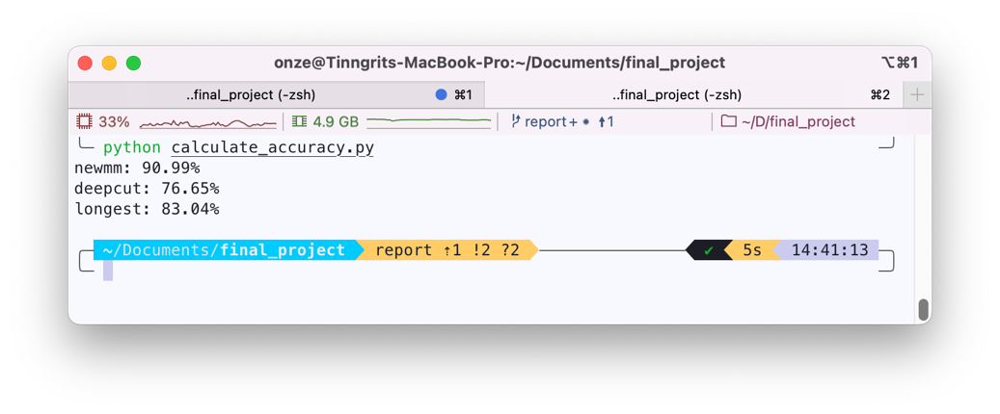 onze@Tinngrits-MacBook-Pro:~/Documents/final_project ⌥⌘1
..final_project (-zsh) ⌘1 ..final_project (-zsh) ⌘2
33% 4.9 GB report+ ● ⬆1 ~/D/final_project
python calculate_accuracy.py
newmm: 90.99%
deepcut: 76.65%
longest: 83.04%
~/Documents/final_project report ⇡1 !2 ?2 ✔ 5s 14:41:13